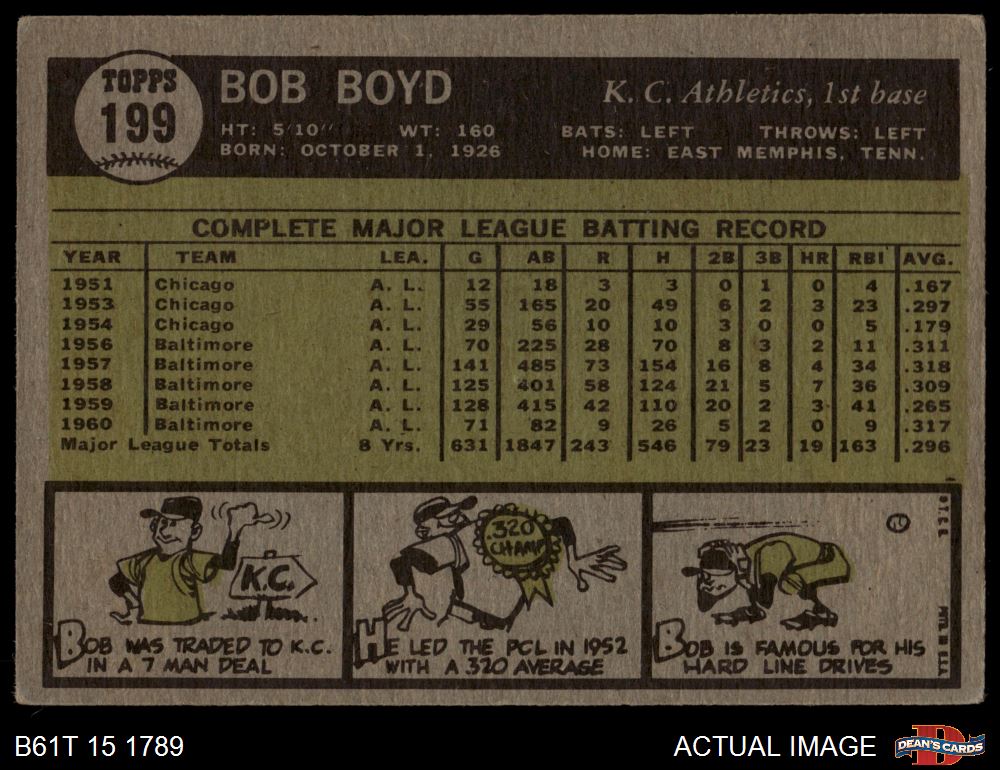 TOPPS
199
BOB BOYD
K. C. Athletics, 1st base
HT: 5'10" WT: 160 BATS: LEFT THROWS: LEFT
BORN: OCTOBER 1, 1926 HOME: EAST MEMPHIS, TENN.
COMPLETE MAJOR LEAGUE BATTING RECORD
YEAR TEAM LEA. G AB R H 2B 3B HR RBI AVG.
1951 Chicago A. L. 12 18 3 3 0 1 0 4 .167
1953 Chicago A. L. 55 165 20 49 6 2 3 23 .297
1954 Chicago A. L. 29 56 10 10 3 0 0 5 .179
1956 Baltimore A. L. 70 225 28 70 8 3 2 11 .311
1957 Baltimore A. L. 141 485 73 154 16 8 4 34 .318
1958 Baltimore A. L. 125 401 58 124 21 5 7 36 .309
1959 Baltimore A. L. 128 415 42 110 20 2 3 41 .265
1960 Baltimore A. L. 71 82 9 26 5 2 0 9 .317
Major League Totals 8 Yrs. 631 1847 243 546 79 23 19 163 .296
K.C.
BOB WAS TRADED TO K.C.
IN A 7 MAN DEAL
.320
CHAMP
HE LED THE PCL IN 1952
WITH A 320 AVERAGE
BOB IS FAMOUS FOR HIS
HARD LINE DRIVES
B61T 15 1789
ACTUAL IMAGE
D
DEAN'S CARDS